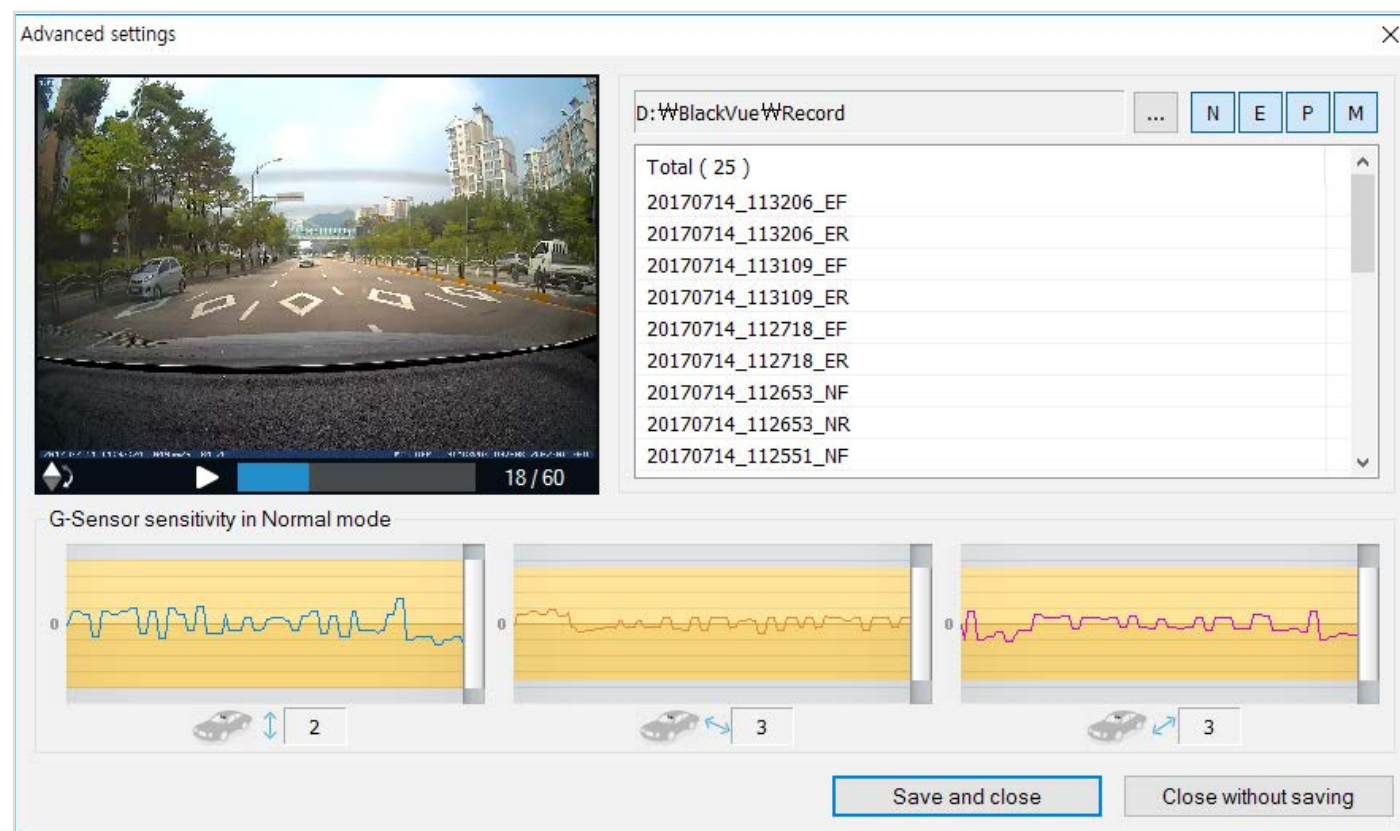 Advanced settings
D:₩BlackVue₩Record
...
N E P M
Total ( 25 )
20170714_113206_EF
20170714_113206_ER
20170714_113109_EF
20170714_113109_ER
20170714_112718_EF
20170714_112718_ER
20170714_112653_NF
20170714_112653_NR
20170714_112551_NF
18 / 60
G-Sensor sensitivity in Normal mode
0
0
0
2
3
3
Save and close
Close without saving